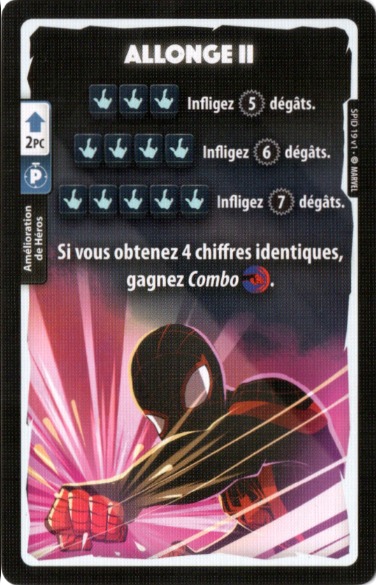 ALLONGE II
Infligez 5 dégâts.
Infligez 6 dégâts.
Infligez 7 dégâts.
Si vous obtenez 4 chiffres identiques,
gagnez Combo.
2PC
P
Amélioration
de Héros
SPID 19 v1 • © MARVEL